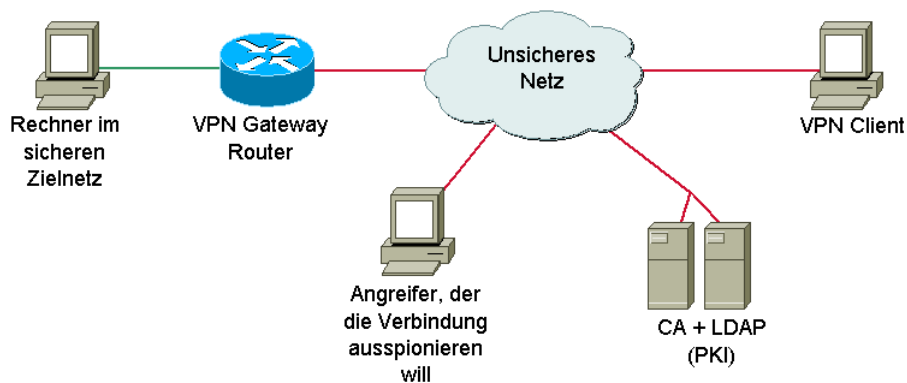 Unsicheres
Netz
Rechner im
sicheren
Zielnetz
VPN Gateway
Router
VPN Client
Angreifer, der
die Verbindung
ausspionieren
will
CA + LDAP
(PKI)